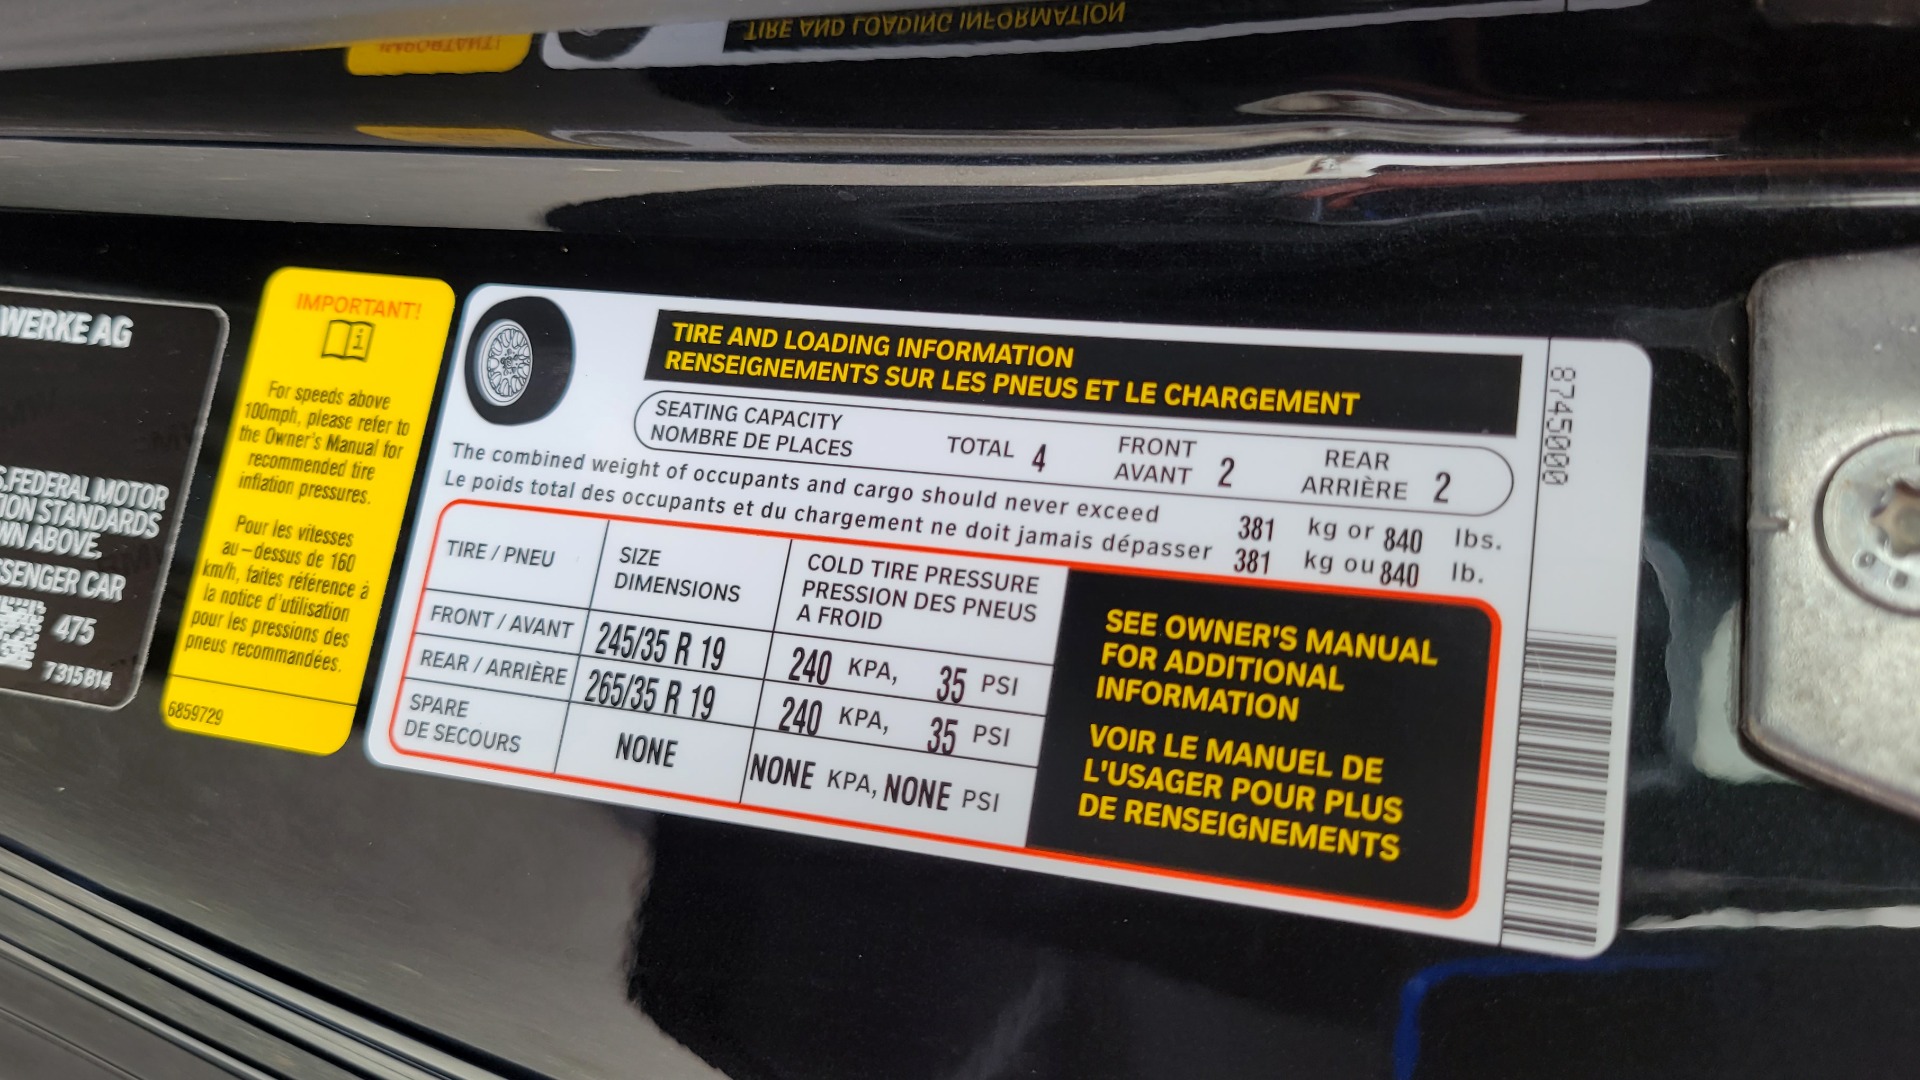 TIRE AND LOADING INFORMATION
IMPORTANT!
WERKE AG
S.FEDERAL MOTOR
ION STANDARDS
WN ABOVE.
SSENGER CAR
475
7315814
IMPORTANT!
For speeds above
100mph, please refer to
the Owner's Manual for
recommended tire
inflation pressures.
Pour les vitesses
au-dessus de 160
km/h, faites référence à
la notice d'utilisation
pour les pressions des
pneus recommandées.
6859729
TIRE AND LOADING INFORMATION
RENSEIGNEMENTS SUR LES PNEUS ET LE CHARGEMENT
SEATING CAPACITY
NOMBRE DE PLACES
TOTAL 4
FRONT
AVANT 2
REAR
ARRIÈRE 2
The combined weight of occupants and cargo should never exceed 381 kg or 840 lbs.
Le poids total des occupants et du chargement ne doit jamais dépasser 381 kg ou 840 lb.
TIRE / PNEU
SIZE
DIMENSIONS
COLD TIRE PRESSURE
PRESSION DES PNEUS
A FROID
FRONT / AVANT 245/35 R 19 240 KPA, 35 PSI
REAR / ARRIÈRE 265/35 R 19 240 KPA, 35 PSI
SPARE
DE SECOURS
NONE NONE KPA, NONE PSI
SEE OWNER'S MANUAL
FOR ADDITIONAL
INFORMATION
VOIR LE MANUEL DE
L'USAGER POUR PLUS
DE RENSEIGNEMENTS
8745000